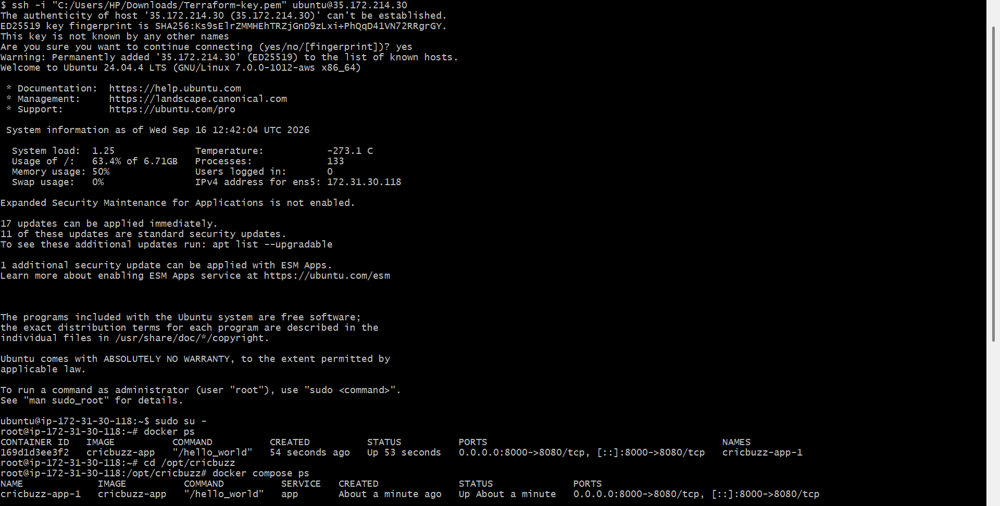 $ ssh -i "C:/Users/HP/Downloads/Terraform-key.pem" ubuntu@35.172.214.30
The authenticity of host '35.172.214.30 (35.172.214.30)' can't be established.
ED25519 key fingerprint is SHA256:Ks9sElrZMMHEhTRZjGnD9zLxi+PhQqD41VN72RRgrGY.
This key is not known by any other names
Are you sure you want to continue connecting (yes/no/[fingerprint])? yes
Warning: Permanently added '35.172.214.30' (ED25519) to the list of known hosts.
Welcome to Ubuntu 24.04.4 LTS (GNU/Linux 7.0.0-1012-aws x86_64)
* Documentation:  https://help.ubuntu.com
* Management:     https://landscape.canonical.com
* Support:        https://ubuntu.com/pro
System information as of Wed Sep 16 12:42:04 UTC 2026
System load:  1.25              Temperature:           -273.1 C
Usage of /:   63.4% of 6.71GB   Processes:             133
Memory usage: 50%               Users logged in:       0
Swap usage:   0%                IPv4 address for ens5: 172.31.30.118
Expanded Security Maintenance for Applications is not enabled.
17 updates can be applied immediately.
11 of these updates are standard security updates.
To see these additional updates run: apt list --upgradable
1 additional security update can be applied with ESM Apps.
Learn more about enabling ESM Apps service at https://ubuntu.com/esm
The programs included with the Ubuntu system are free software;
the exact distribution terms for each program are described in the
individual files in /usr/share/doc/*/copyright.
Ubuntu comes with ABSOLUTELY NO WARRANTY, to the extent permitted by
applicable law.
To run a command as administrator (user "root"), use "sudo <command>".
See "man sudo_root" for details.
ubuntu@ip-172-31-30-118:~$ sudo su -
root@ip-172-31-30-118:~# docker ps
CONTAINER ID   IMAGE          COMMAND          CREATED          STATUS          PORTS                                         NAMES
169d1d3ee3f2   cricbuzz-app   "/hello_world"   54 seconds ago   Up 53 seconds   0.0.0.0:8000->8080/tcp, [::]:8000->8080/tcp   cricbuzz-app-1
root@ip-172-31-30-118:~# cd /opt/cricbuzz
root@ip-172-31-30-118:/opt/cricbuzz# docker compose ps
NAME             IMAGE          COMMAND          SERVICE   CREATED              STATUS              PORTS
cricbuzz-app-1   cricbuzz-app   "/hello_world"   app       About a minute ago   Up About a minute   0.0.0.0:8000->8080/tcp, [::]:8000->8080/tcp